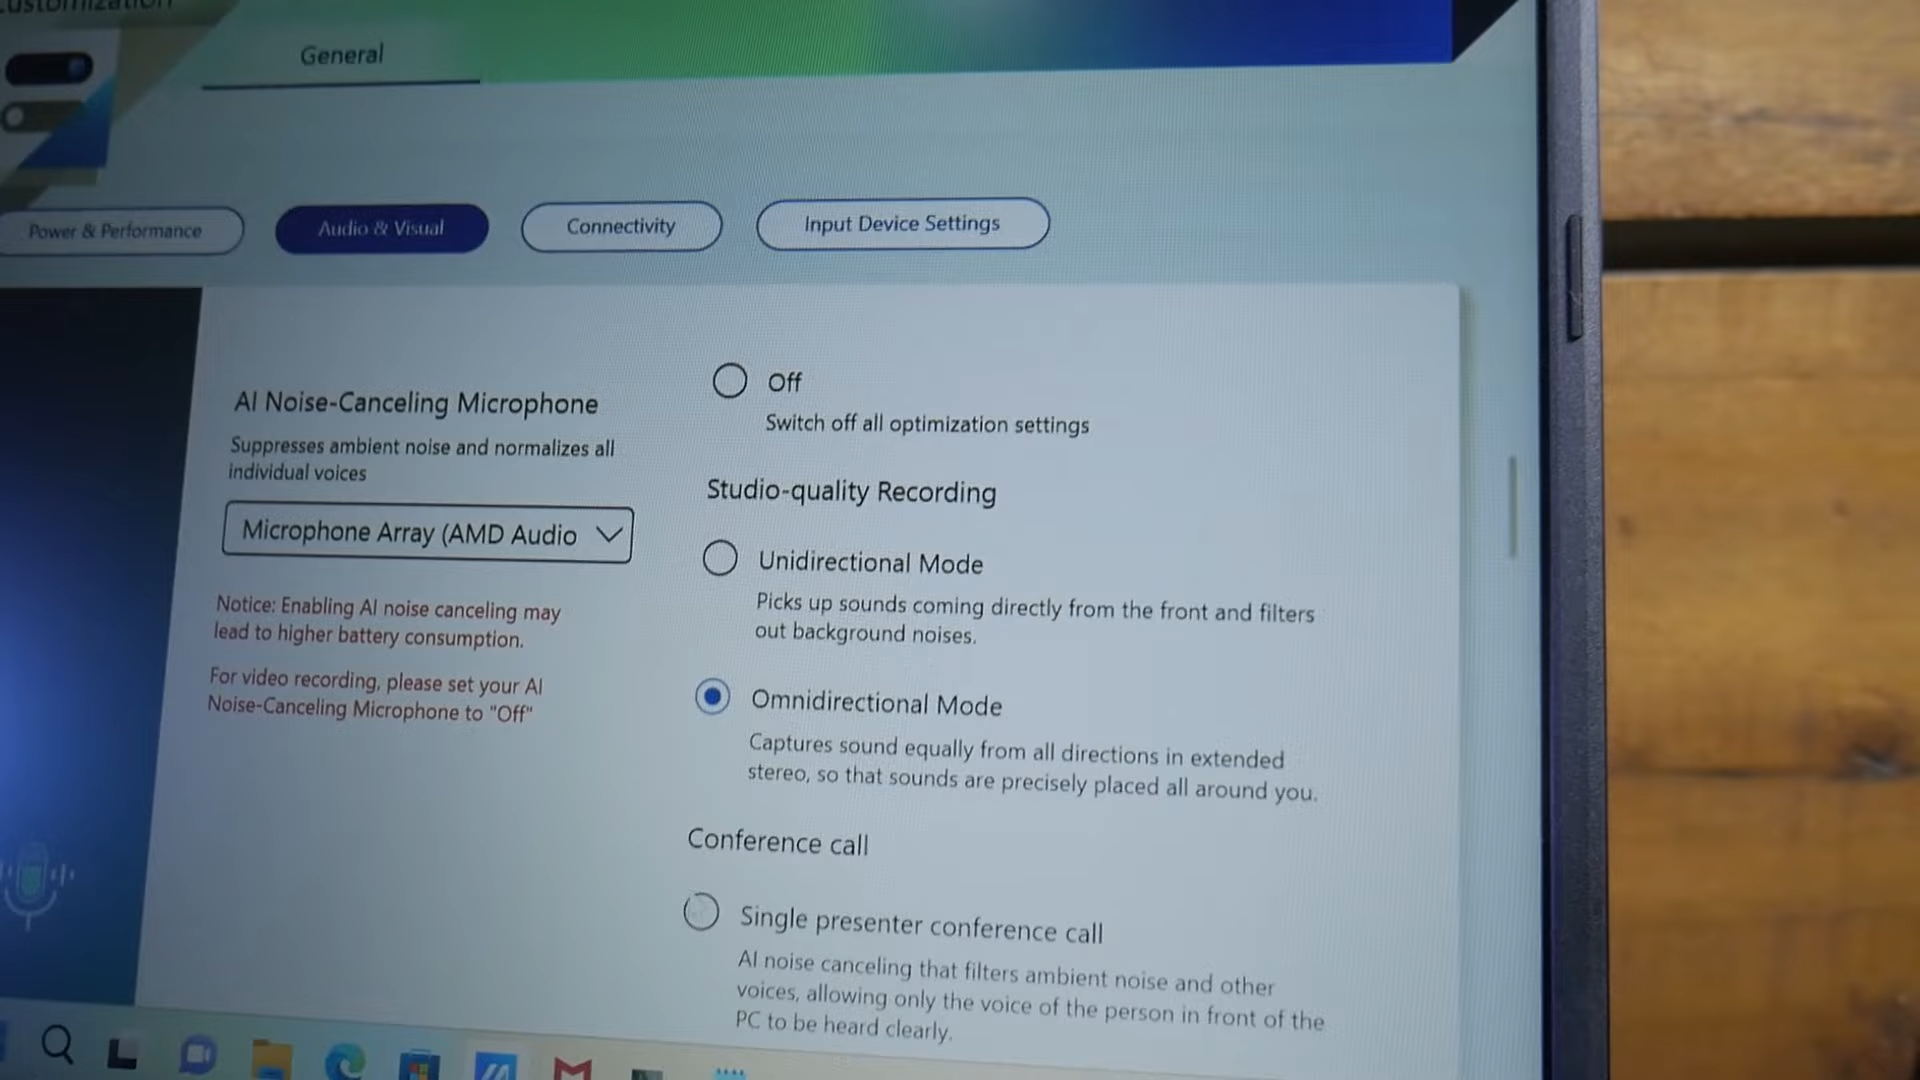 Customization
General
Power & Performance
Audio & Visual
Connectivity
Input Device Settings
AI Noise-Canceling Microphone
Suppresses ambient noise and normalizes all
individual voices
Microphone Array (AMD Audio
Notice: Enabling AI noise canceling may
lead to higher battery consumption.
For video recording, please set your AI
Noise-Canceling Microphone to "Off"
Off
Switch off all optimization settings
Studio-quality Recording
Unidirectional Mode
Picks up sounds coming directly from the front and filters
out background noises.
Omnidirectional Mode
Captures sound equally from all directions in extended
stereo, so that sounds are precisely placed all around you.
Conference call
Single presenter conference call
AI noise canceling that filters ambient noise and other
voices, allowing only the voice of the person in front of the
PC to be heard clearly.